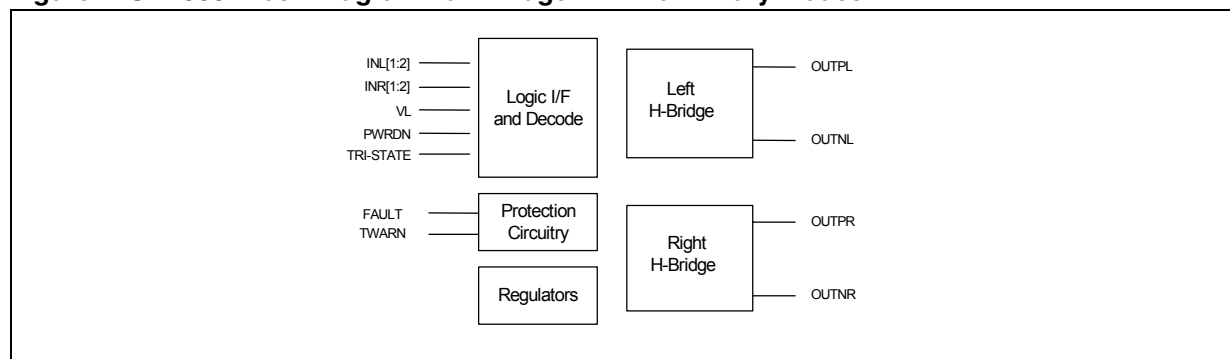 INL[1:2]
INR[1:2]
VL
PWRDN
TRI-STATE
Logic I/F
and Decode
Left
H-Bridge
OUTPL
OUTNL
FAULT
TWARN
Protection
Circuitry
Regulators
Right
H-Bridge
OUTPR
OUTNR